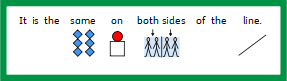 It is the same on both sides of the line.